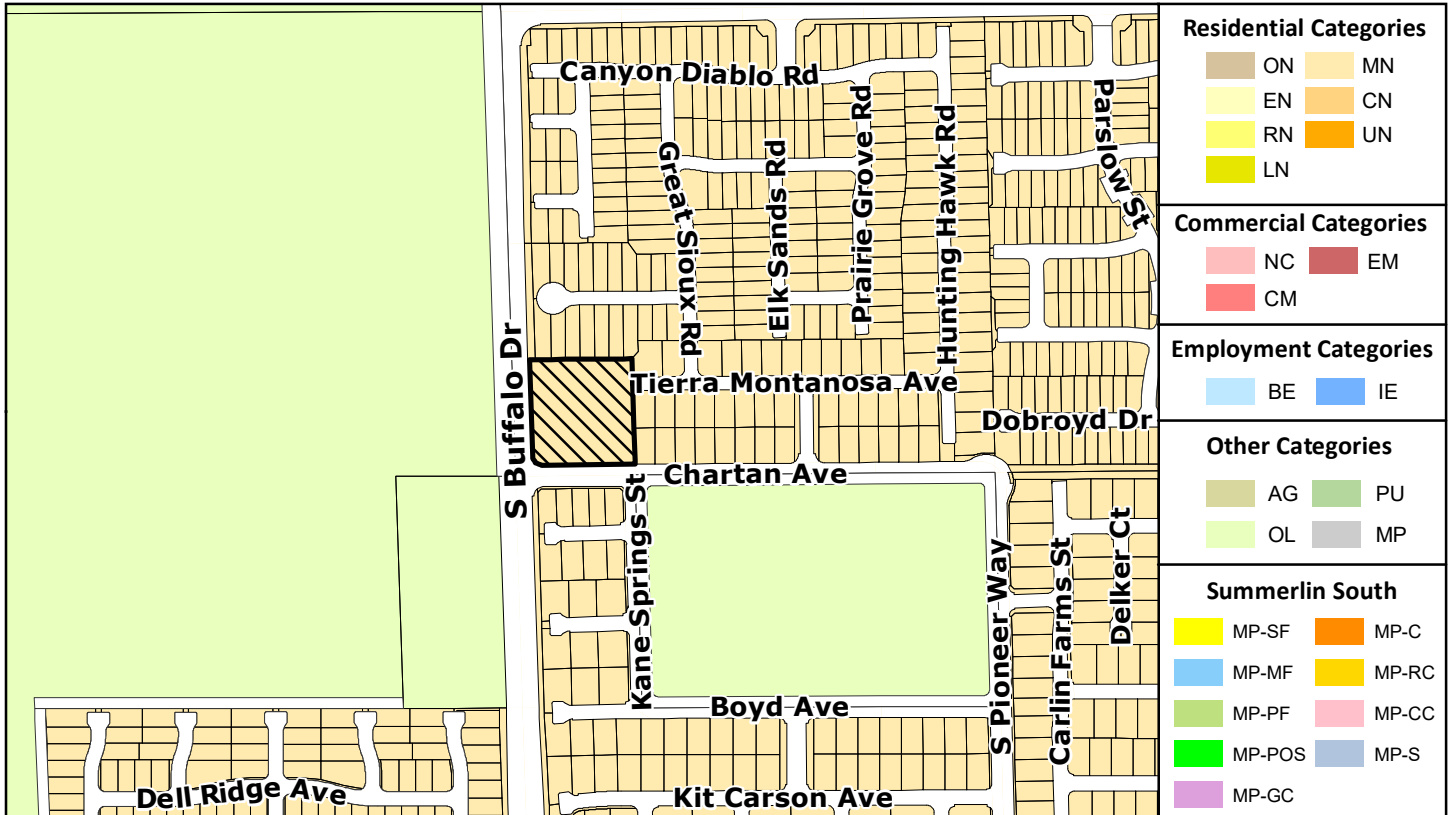 Canyon Diablo Rd
Parslow St
Great Sioux Rd
Elk Sands Rd
Prairie Grove Rd
Hunting Hawk Rd
S Buffalo Dr
Tierra Montanosa Ave
Dobroyd Dr
Chartan Ave
Kane Springs St
S Pioneer Way
Carlin Farms St
Delker Ct
Boyd Ave
Dell Ridge Ave
Kit Carson Ave
Residential Categories
ON MN
EN CN
RN UN
LN
Commercial Categories
NC EM
CM
Employment Categories
BE IE
Other Categories
AG PU
OL MP
Summerlin South
MP-SF MP-C
MP-MF MP-RC
MP-PF MP-CC
MP-POS MP-S
MP-GC